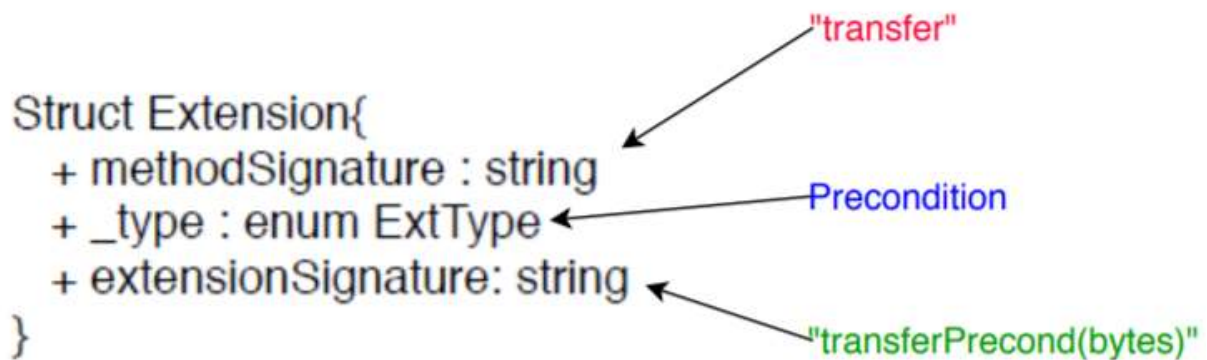 "transfer"
Struct Extension{
+ methodSignature : string
+ _type : enum ExtType
Precondition
+ extensionSignature: string
}
"transferPrecond(bytes)"